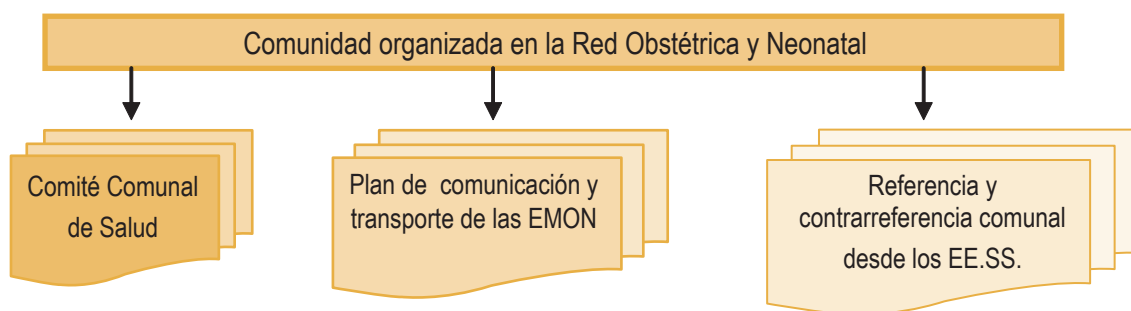 Comunidad organizada en la Red Obstétrica y Neonatal
Comité Comunal
de Salud
Plan de comunicación y
transporte de las EMON
Referencia y
contrarreferencia comunal
desde los EE.SS.